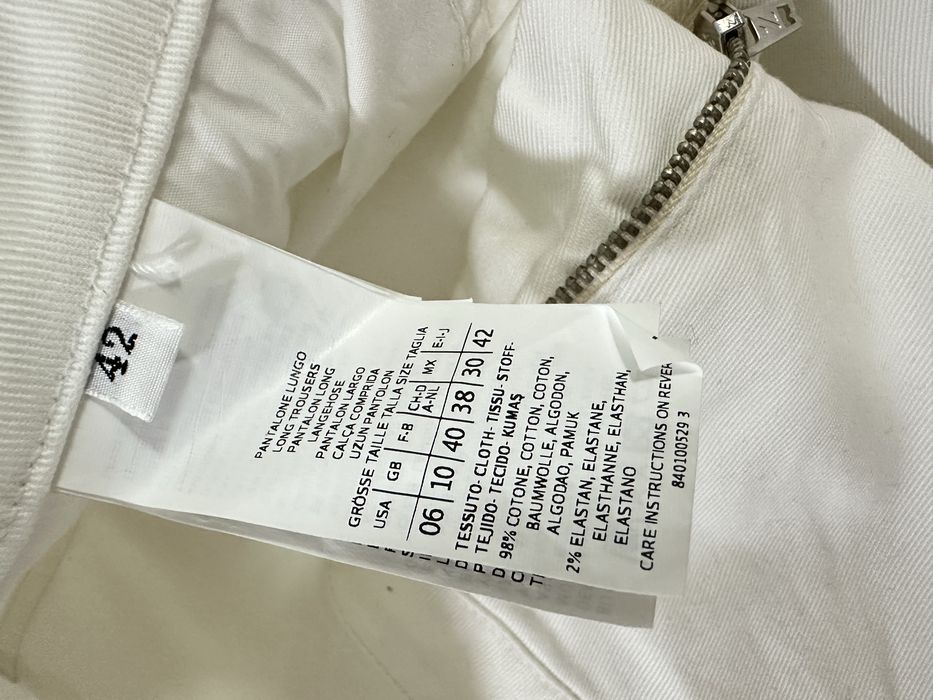 42
PANTALONE LUNGO
LONG TROUSERS
PANTALON LONG
LANGEHOSE
PANTALON LARGO
CALÇA COMPRIDA
UZUN PANTOLON
GRÖSSE TAILLE TALLA SIZE TAGLIA
USA GB F-B CH-D A-NL MX E-I-J
06 10 40 38 30 42
TESSUTO- CLOTH- TISSU- STOFF-
TEJIDO- TECIDO- KUMAŞ
98% COTONE, COTTON, COTON,
BAUMWOLLE, ALGODON,
ALGODAO, PAMUK
2% ELASTAN, ELASTANE,
ELASTHANNE, ELASTHAN,
ELASTANO
CARE INSTRUCTIONS ON
840100529 3